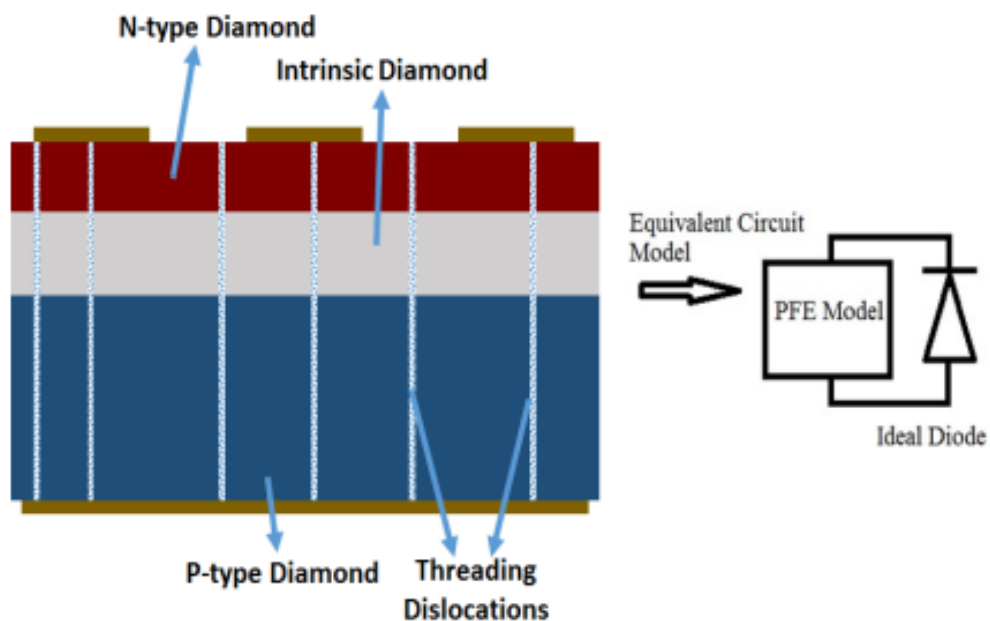 N-type Diamond
Intrinsic Diamond
Equivalent Circuit
Model
PFE Model
Ideal Diode
P-type Diamond
Threading
Dislocations